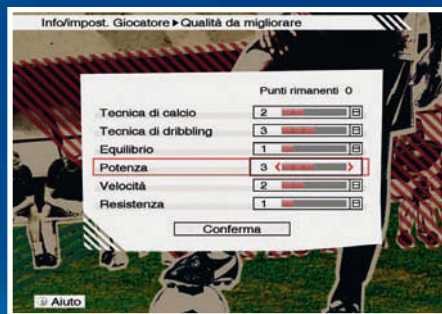 Info/impost. Giocatore ▸ Qualità da migliorare
Punti rimanenti 0
Tecnica di calcio 2
Tecnica di dribbling 3
Equilibrio 1
Potenza 3
Velocità 2
Resistenza 1
Conferma
Aiuto